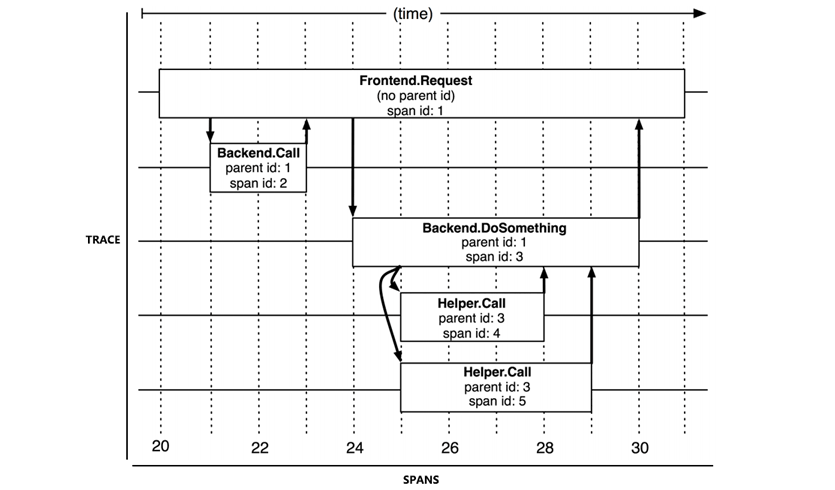 (time)
Frontend.Request
(no parent id)
span id: 1
Backend.Call
parent id: 1
span id: 2
Backend.DoSomething
parent id: 1
span id: 3
TRACE
Helper.Call
parent id: 3
span id: 4
Helper.Call
parent id: 3
span id: 5
20 22 24 26 28 30
SPANS